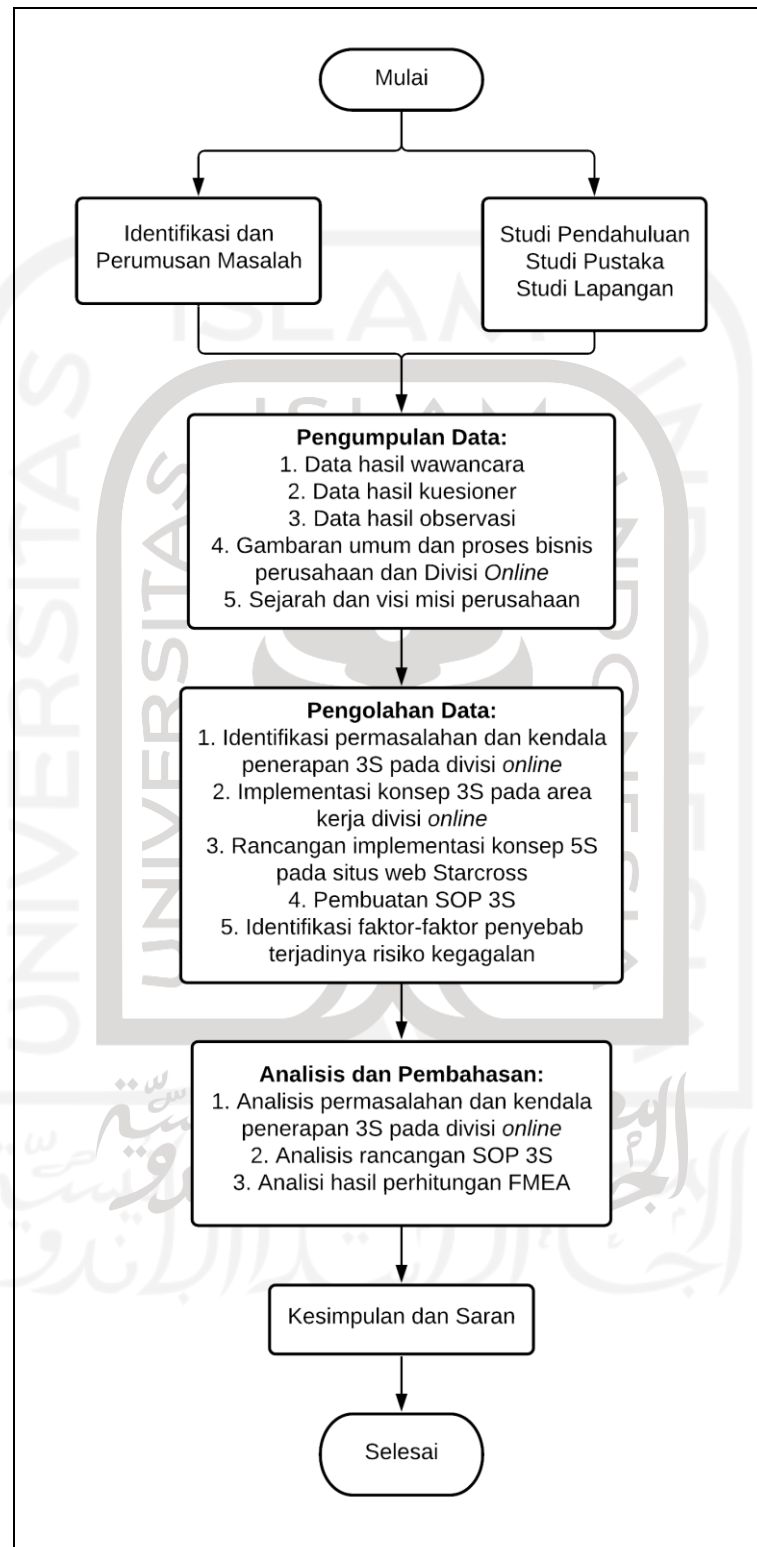 Mulai
Identifikasi dan
Perumusan Masalah
Studi Pendahuluan
Studi Pustaka
Studi Lapangan
Pengumpulan Data:
1. Data hasil wawancara
2. Data hasil kuesioner
3. Data hasil observasi
4. Gambaran umum dan proses bisnis
perusahaan dan Divisi Online
5. Sejarah dan visi misi perusahaan
Pengolahan Data:
1. Identifikasi permasalahan dan kendala
penerapan 3S pada divisi online
2. Implementasi konsep 3S pada area
kerja divisi online
3. Rancangan implementasi konsep 5S
pada situs web Starcross
4. Pembuatan SOP 3S
5. Identifikasi faktor-faktor penyebab
terjadinya risiko kegagalan
Analisis dan Pembahasan:
1. Analisis permasalahan dan kendala
penerapan 3S pada divisi online
2. Analisis rancangan SOP 3S
3. Analisi hasil perhitungan FMEA
Kesimpulan dan Saran
Selesai
ISLAM
UNIVERSITAS
INDONESIA